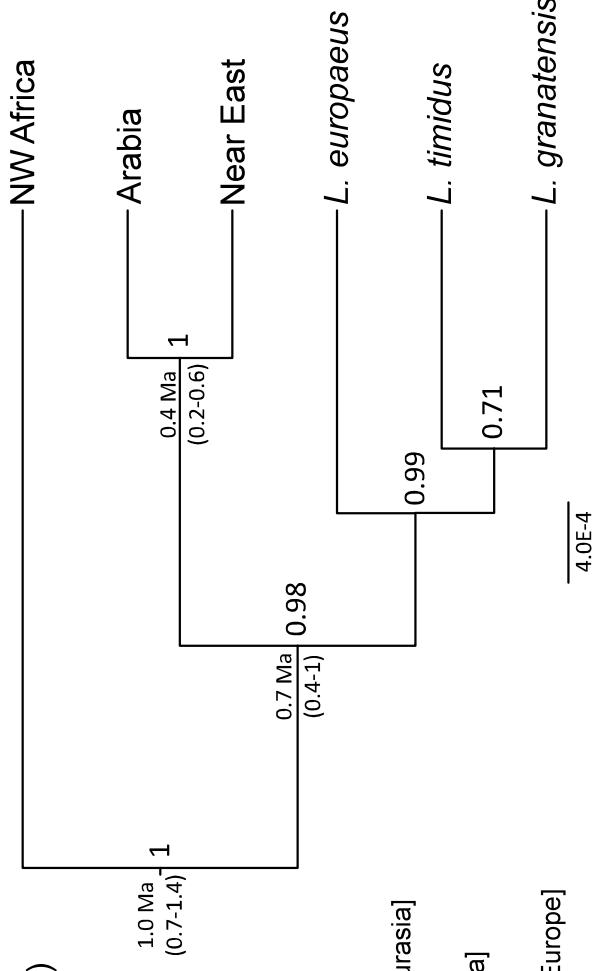 NW Africa
Arabia
Near East
L. europaeus
L. timidus
L. granatensis
1
0.4 Ma
(0.2-0.6)
0.71
0.99
0.98
0.7 Ma
(0.4-1)
1
1.0 Ma
(0.7-1.4)
4.0E-4
urasia]
a]
Europe]
)